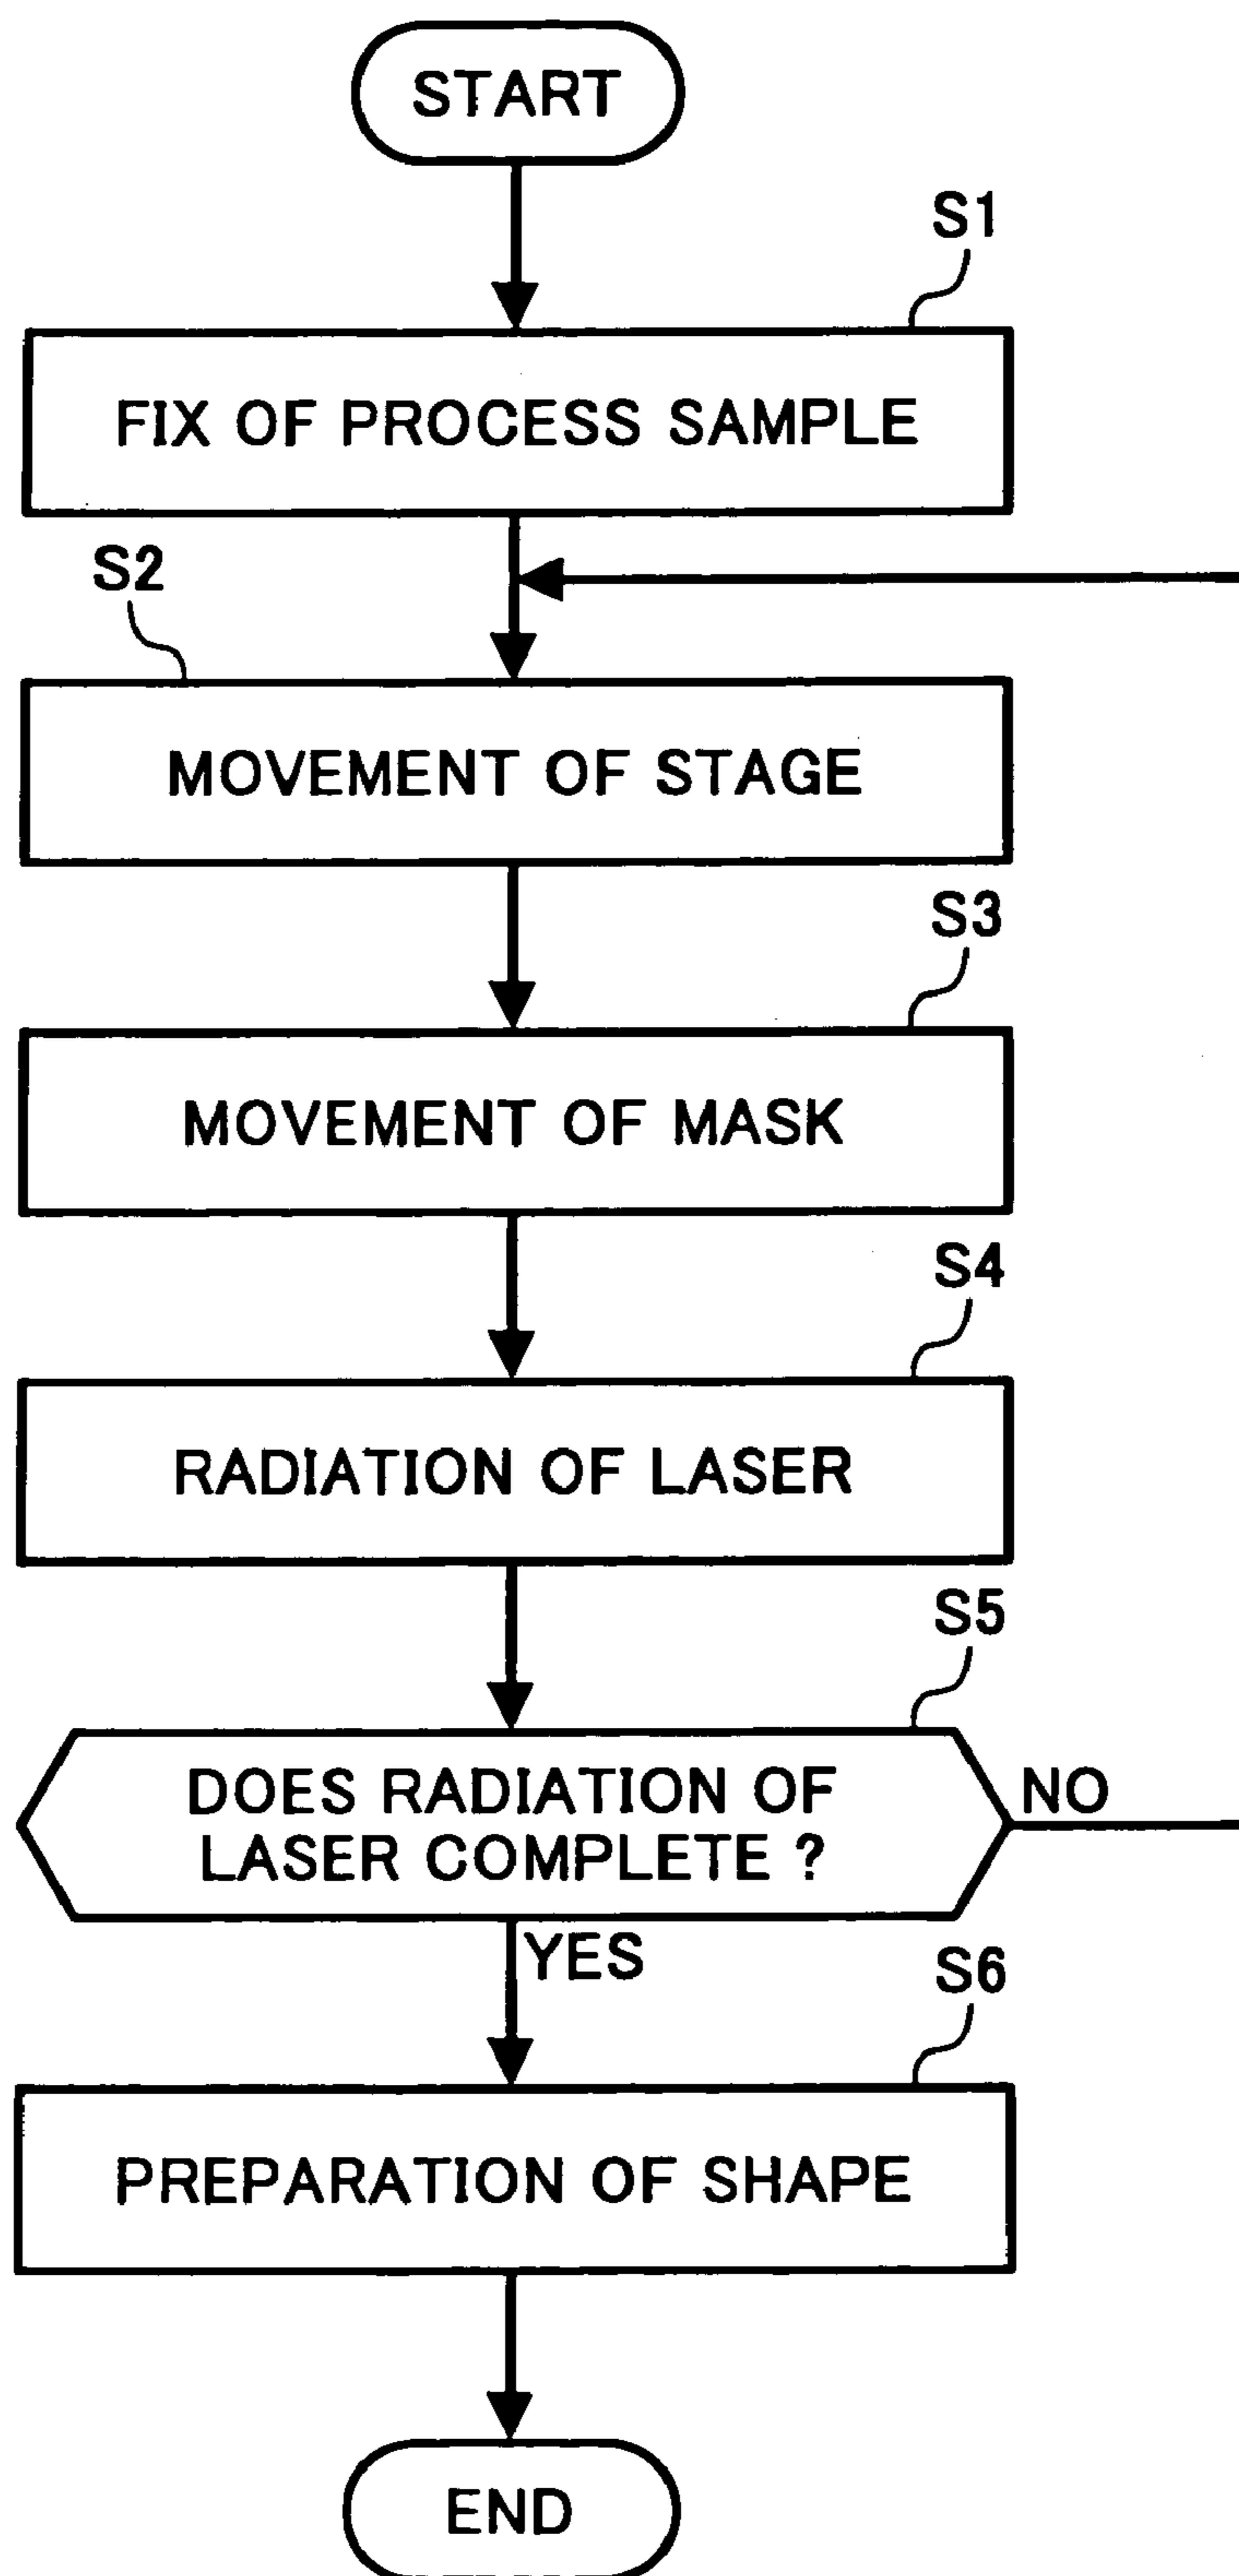 START
S1
FIX OF PROCESS SAMPLE
S2
MOVEMENT OF STAGE
S3
MOVEMENT OF MASK
S4
RADIATION OF LASER
S5
DOES RADIATION OF
LASER COMPLETE ?
NO
YES
S6
PREPARATION OF SHAPE
END